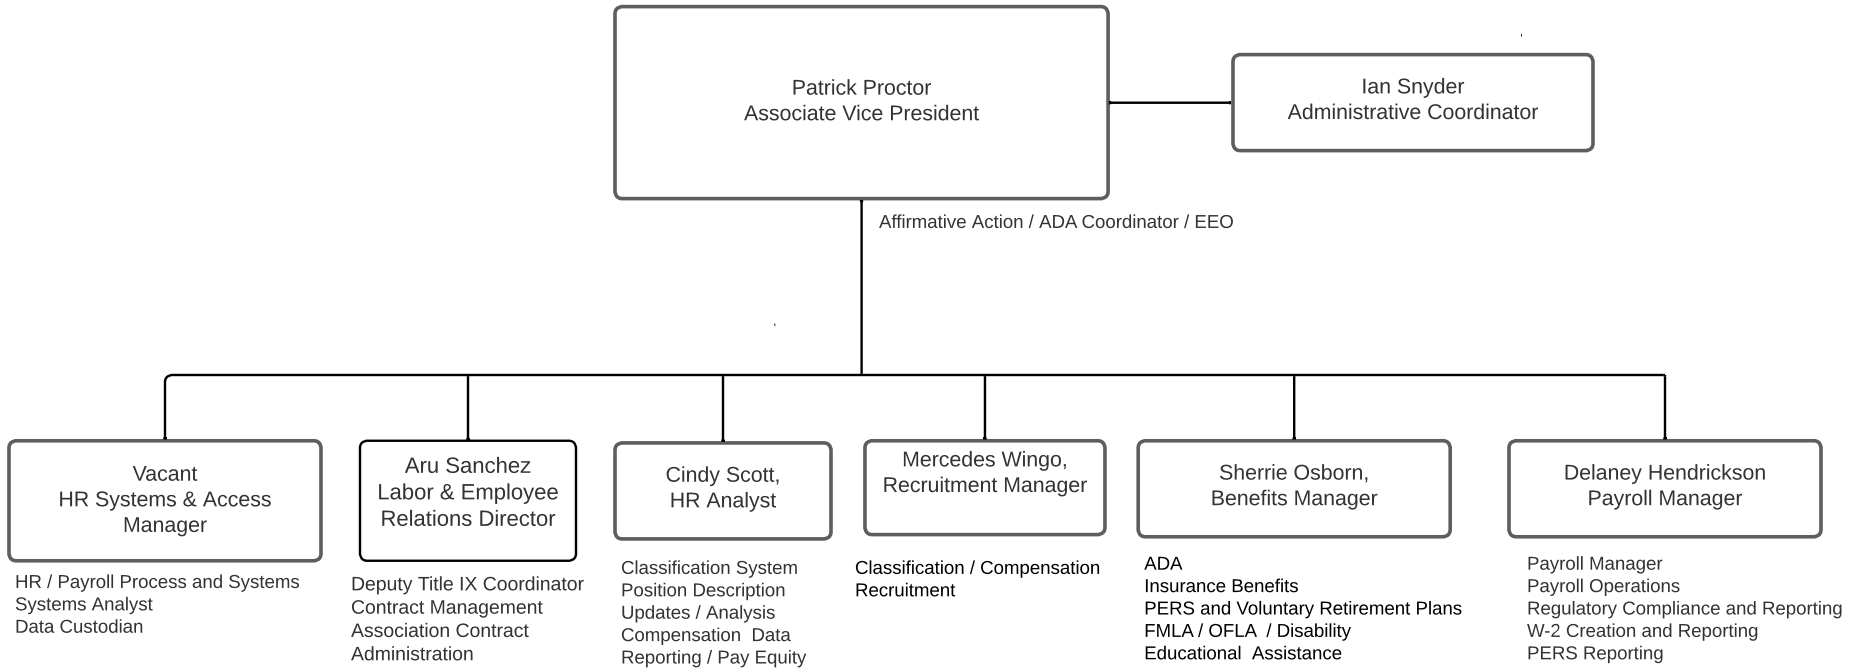 Patrick Proctor
Associate Vice President
Ian Snyder
Administrative Coordinator
Affirmative Action / ADA Coordinator / EEO
Vacant
HR Systems & Access
Manager
HR / Payroll Process and Systems
Systems Analyst
Data Custodian
Aru Sanchez
Labor & Employee
Relations Director
Deputy Title IX Coordinator
Contract Management
Association Contract
Administration
Cindy Scott,
HR Analyst
Classification System
Position Description
Updates / Analysis
Compensation  Data
Reporting / Pay Equity
Mercedes Wingo,
Recruitment Manager
Classification / Compensation
Recruitment
Sherrie Osborn,
Benefits Manager
ADA
Insurance Benefits
PERS and Voluntary Retirement Plans
FMLA / OFLA  / Disability
Educational  Assistance
Delaney Hendrickson
Payroll Manager
Payroll Manager
Payroll Operations
Regulatory Compliance and Reporting
W-2 Creation and Reporting
PERS Reporting